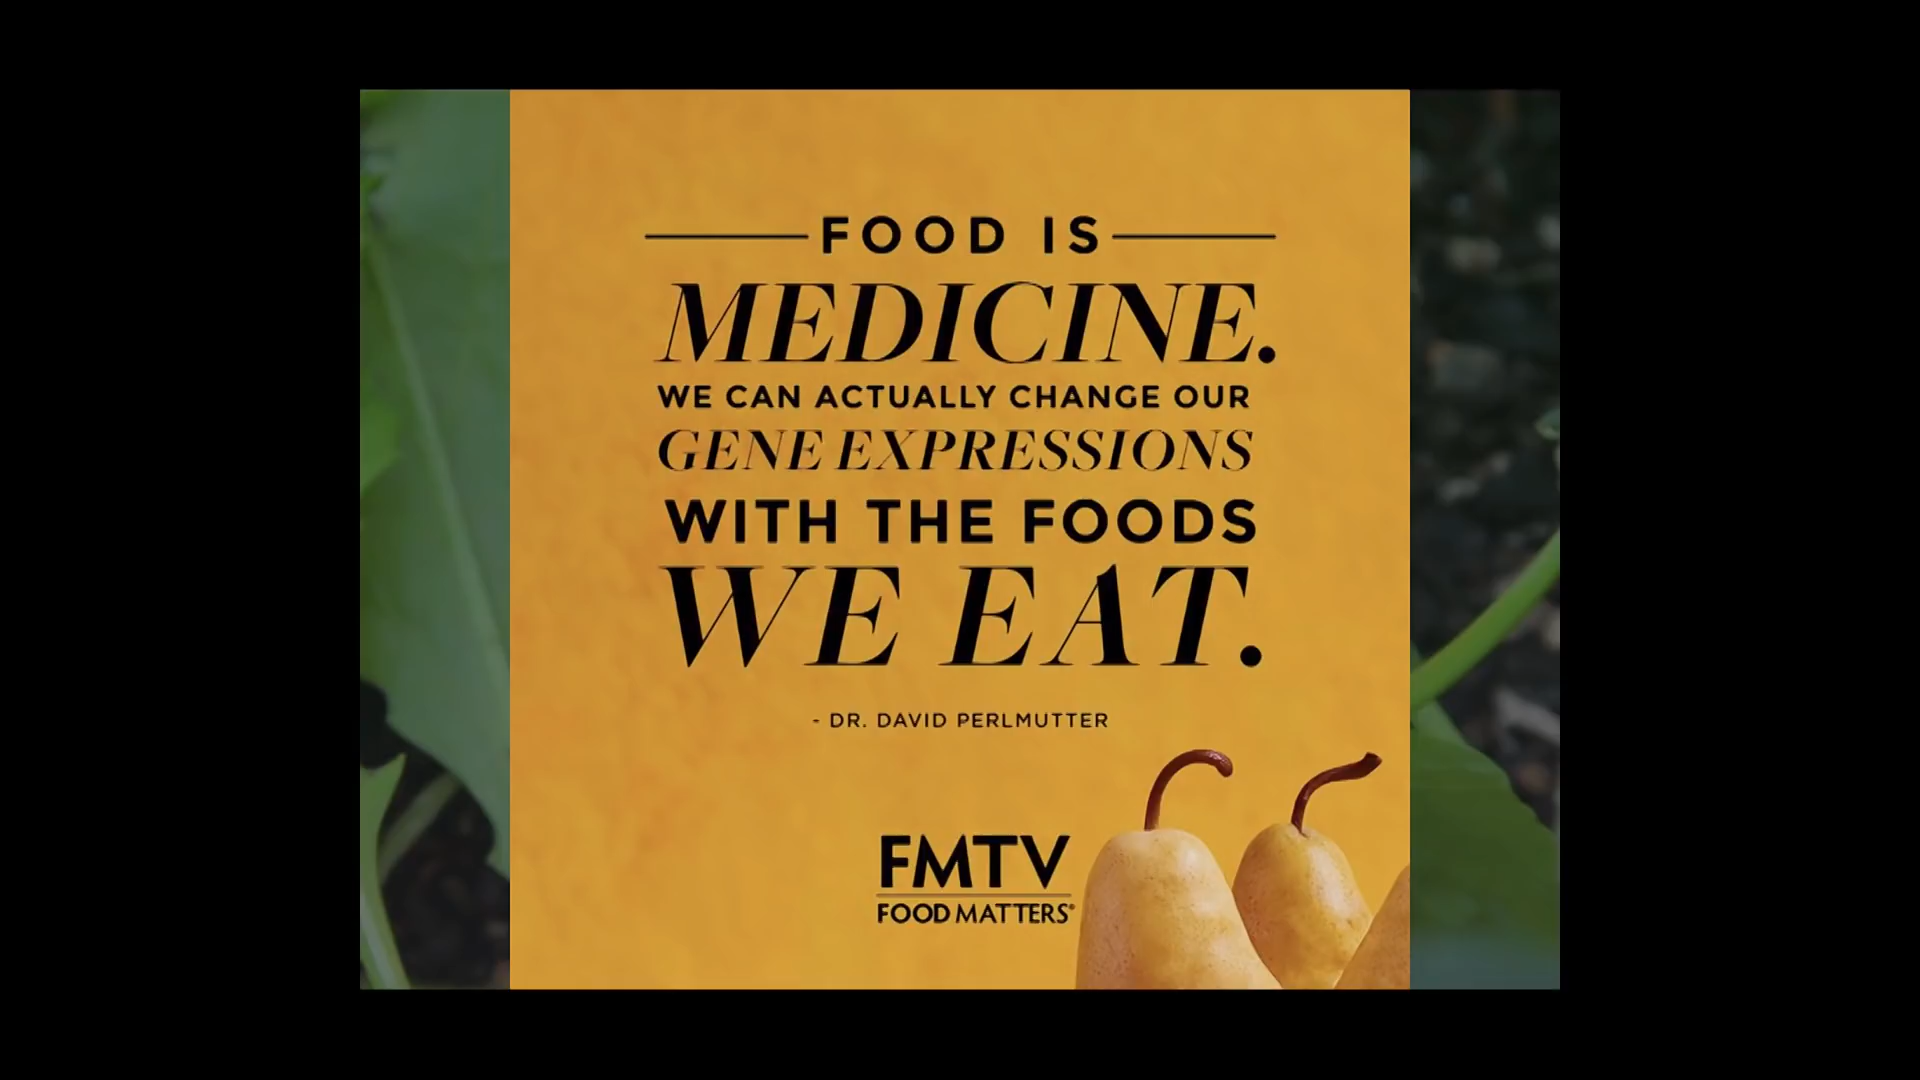 FOOD IS
MEDICINE.
WE CAN ACTUALLY CHANGE OUR
GENE EXPRESSIONS
WITH THE FOODS
WE EAT.
- DR. DAVID PERLMUTTER
FMTV
FOOD MATTERS®